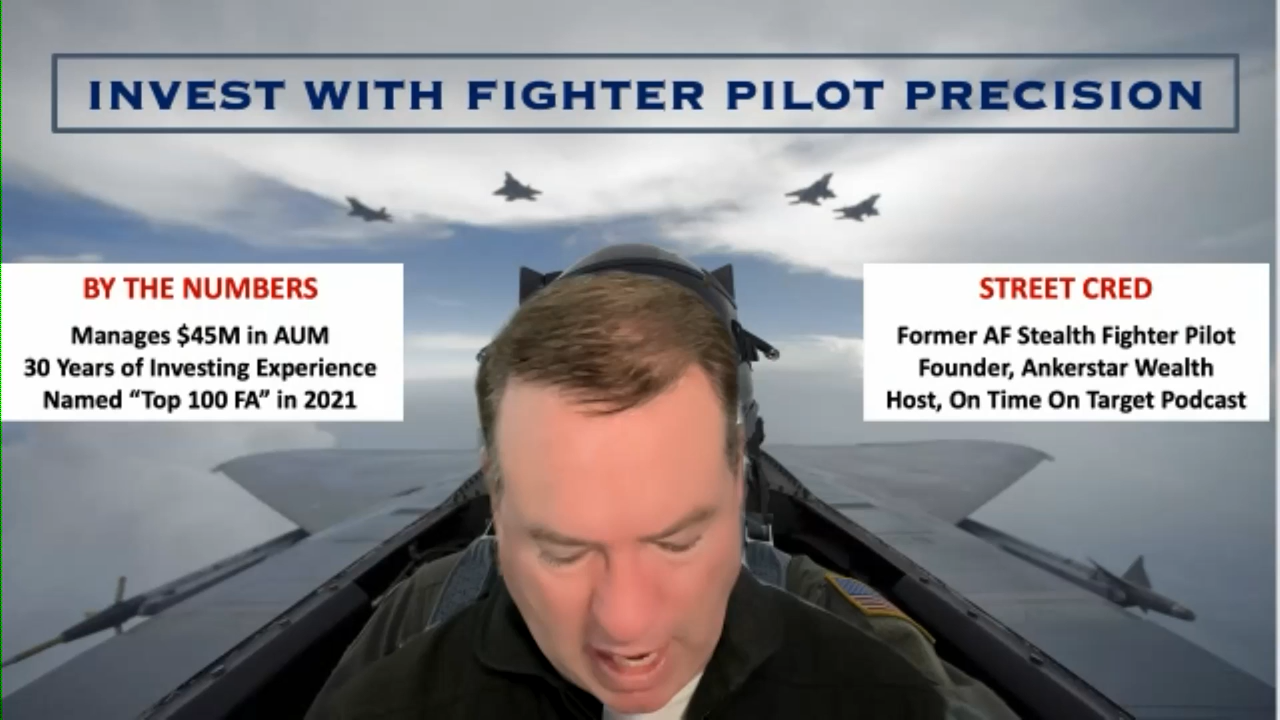 INVEST WITH FIGHTER PILOT PRECISION
BY THE NUMBERS
Manages $45M in AUM
30 Years of Investing Experience
Named “Top 100 FA” in 2021
STREET CRED
Former AF Stealth Fighter Pilot
Founder, Ankerstar Wealth
Host, On Time On Target Podcast